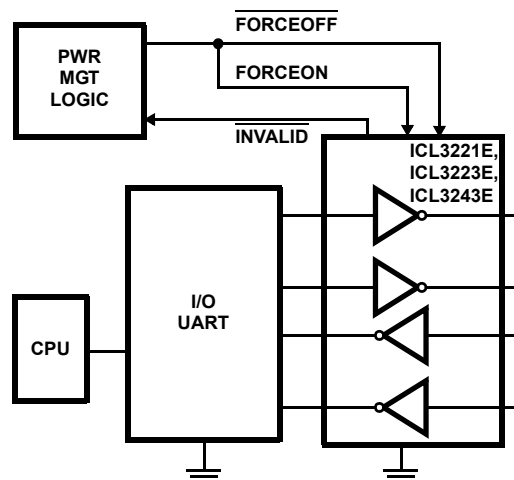 FORCEOFF
PWR
MGT
LOGIC
FORCEON
INVALID
ICL3221E,
ICL3223E,
ICL3243E
I/O
UART
CPU